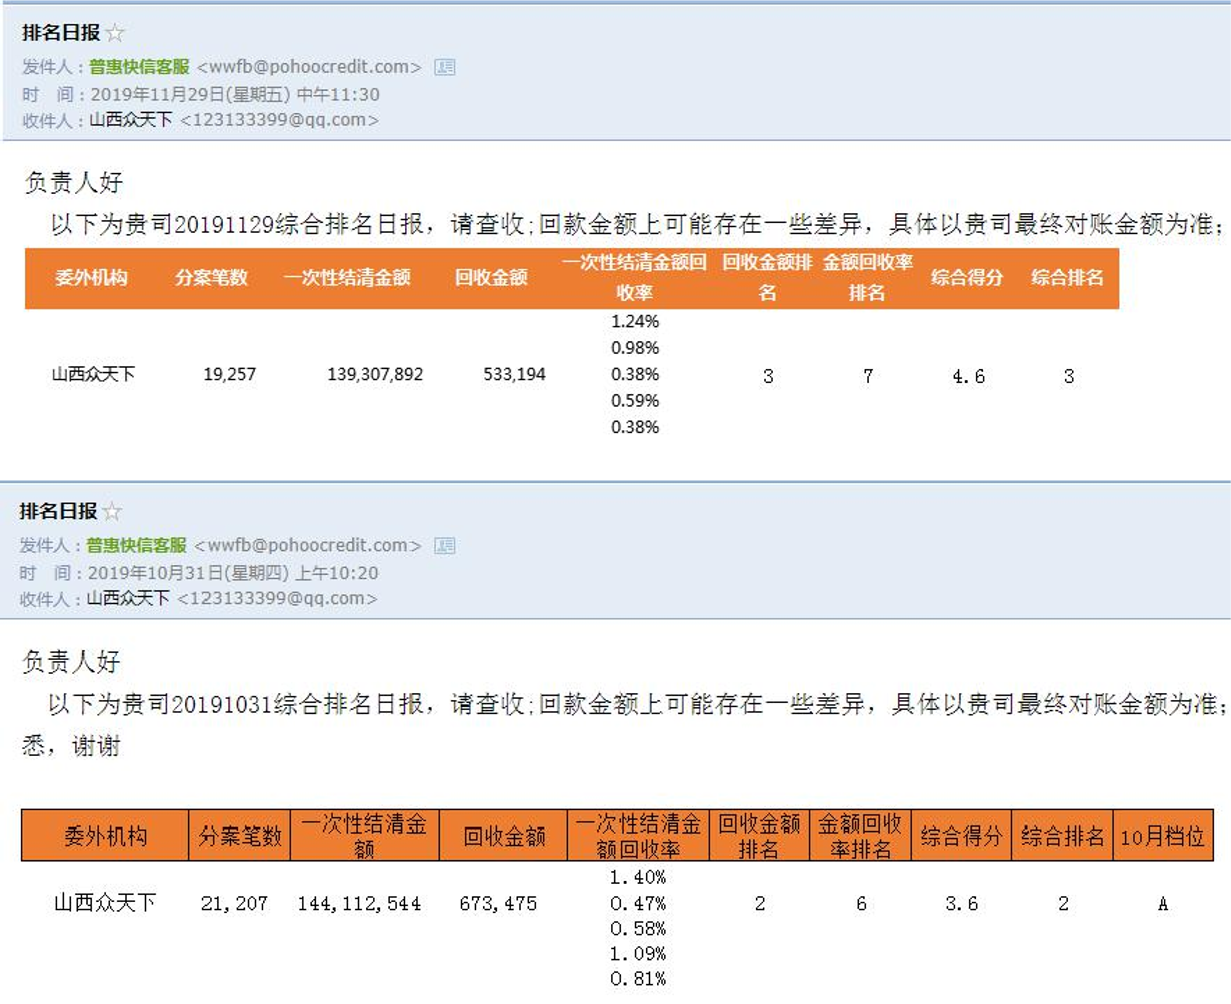 排名日报☆
发件人：普惠快信客服 <wwfb@pohoocredit.com>
时 间：2019年11月29日(星期五) 中午11:30
收件人：山西众天下 <123133399@qq.com>
负责人好
以下为贵司20191129综合排名日报，请查收;回款金额上可能存在一些差异，具体以贵司最终对账金额为准;
委外机构 分案笔数 一次性结清金额 回收金额 一次性结清金额回收率 回收金额排名 金额回收率排名 综合得分 综合排名
1.24%
0.98%
山西众天下 19,257 139,307,892 533,194 0.38% 3 7 4.6 3
0.59%
0.38%
排名日报☆
发件人：普惠快信客服 <wwfb@pohoocredit.com>
时 间：2019年10月31日(星期四) 上午10:20
收件人：山西众天下 <123133399@qq.com>
负责人好
以下为贵司20191031综合排名日报，请查收;回款金额上可能存在一些差异，具体以贵司最终对账金额为准;
悉，谢谢
委外机构 分案笔数 一次性结清金额 回收金额 一次性结清金额回收率 回收金额排名 金额回收率排名 综合得分 综合排名 10月档位
1.40%
山西众天下 21,207 144,112,544 673,475 0.47% 2 6 3.6 2 A
0.58%
1.09%
0.81%